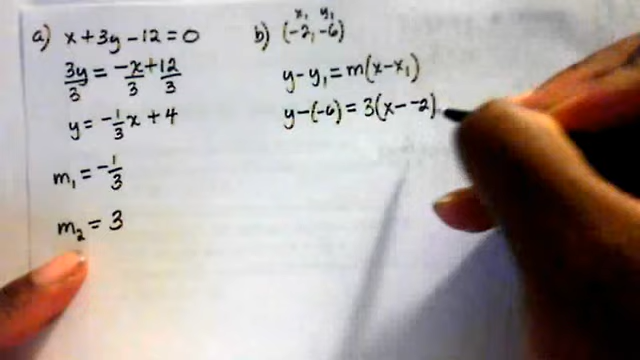 a) x + 3y - 12 = 0
3y/3 = -x/3 + 12/3
y = -1/3 x + 4
m₁ = -1/3
m₂ = 3
b) (-2, -6)
x₁ y₁
y - y₁ = m(x - x₁)
y - (-6) = 3(x - -2)